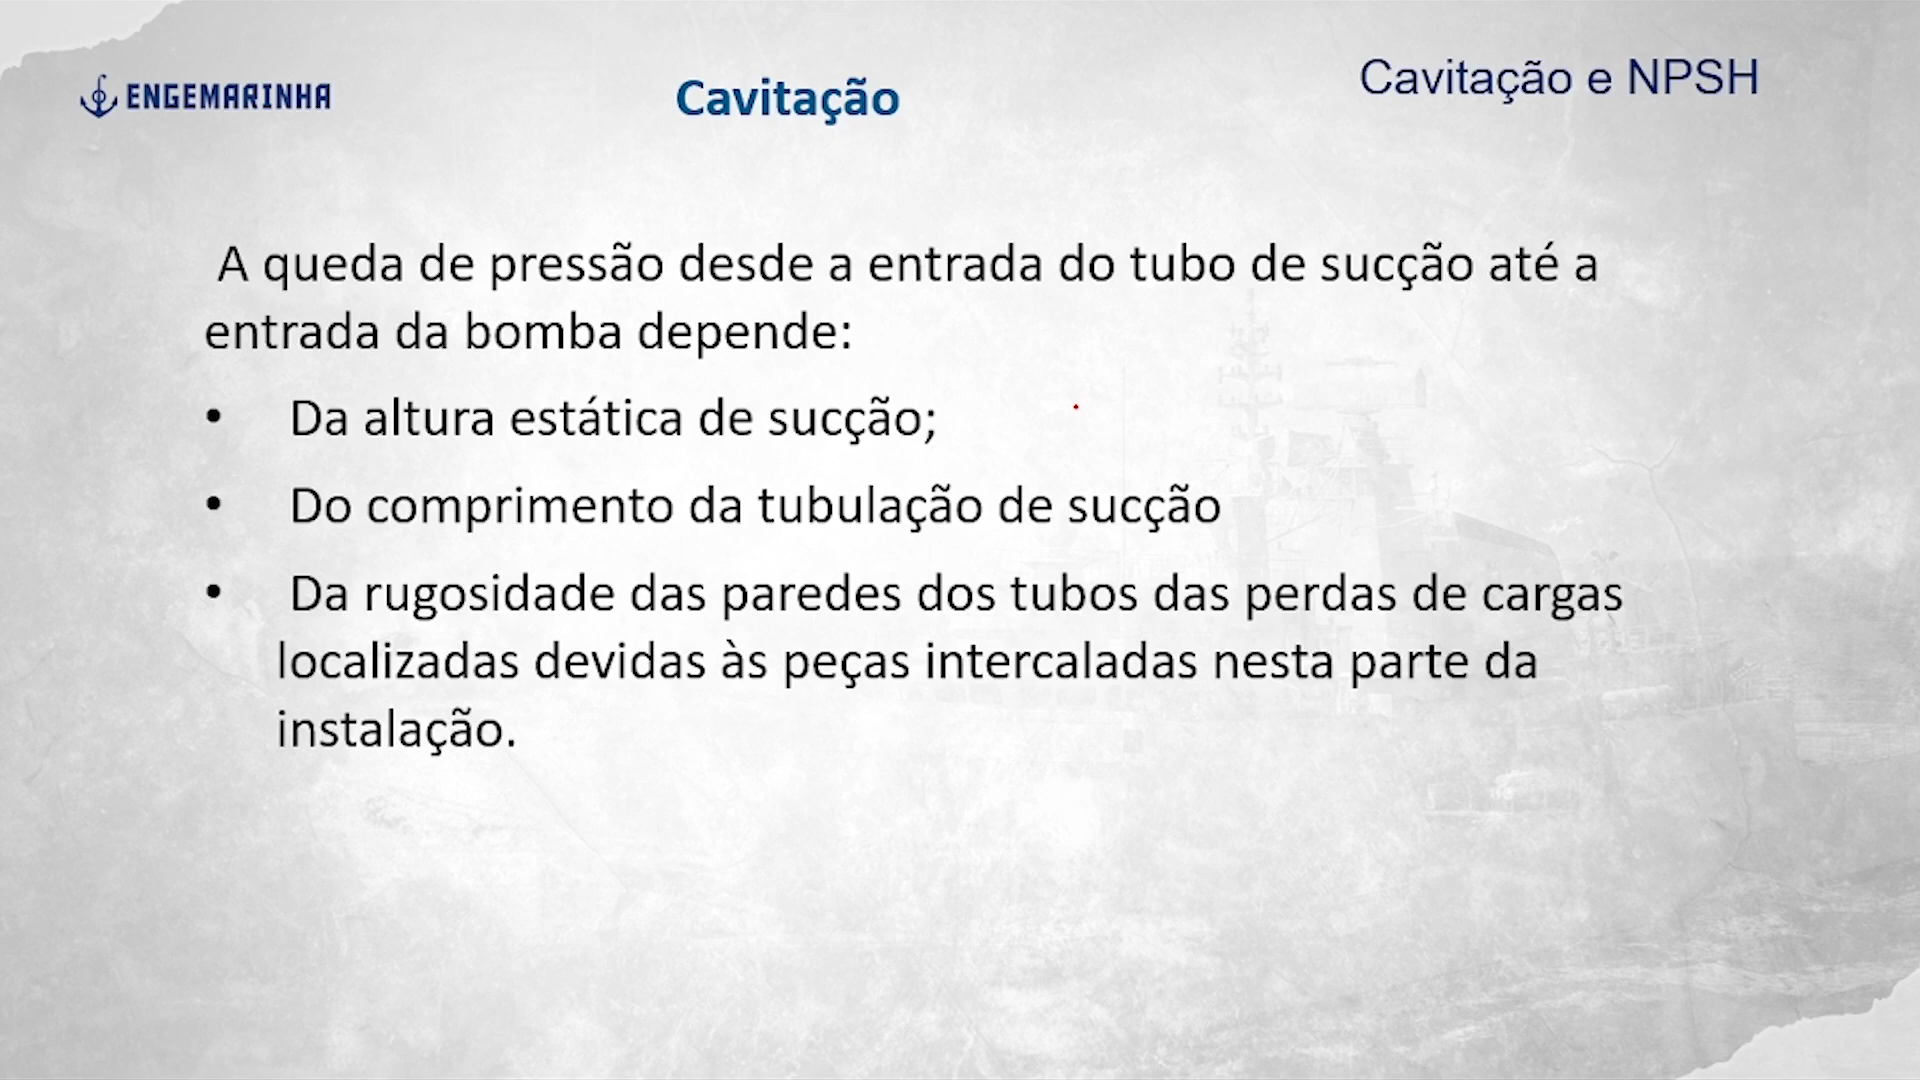 ENGEMARINHA
Cavitação
Cavitação e NPSH
A queda de pressão desde a entrada do tubo de sucção até a
entrada da bomba depende:
• Da altura estática de sucção;
• Do comprimento da tubulação de sucção
• Da rugosidade das paredes dos tubos das perdas de cargas
localizadas devidas às peças intercaladas nesta parte da
instalação.